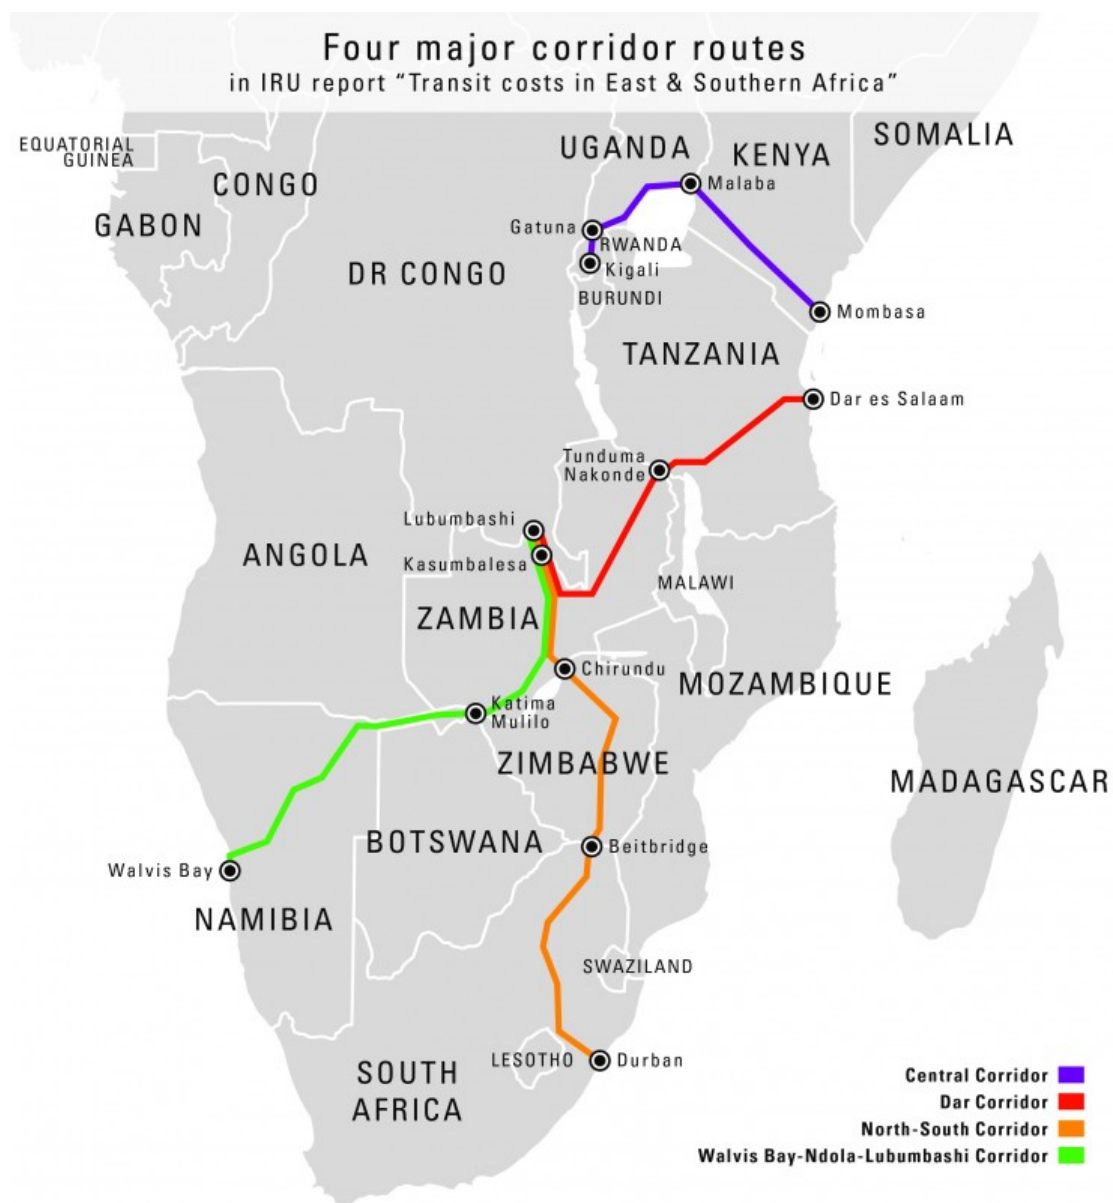 Four major corridor routes
in IRU report “Transit costs in East & Southern Africa”
EQUATORIAL
GUINEA
CONGO
GABON
DR CONGO
UGANDA
KENYA
SOMALIA
Malaba
Gatuna
RWANDA
Kigali
BURUNDI
Mombasa
TANZANIA
Dar es Salaam
Tunduma
Nakonde
Lubumbashi
Kasumbalesa
ANGOLA
MALAWI
ZAMBIA
Chirundu
MOZAMBIQUE
Katima
Mulilo
ZIMBABWE
MADAGASCAR
BOTSWANA
Beitbridge
Walvis Bay
NAMIBIA
SWAZILAND
LESOTHO
Durban
SOUTH
AFRICA
Central Corridor
Dar Corridor
North-South Corridor
Walvis Bay-Ndola-Lubumbashi Corridor